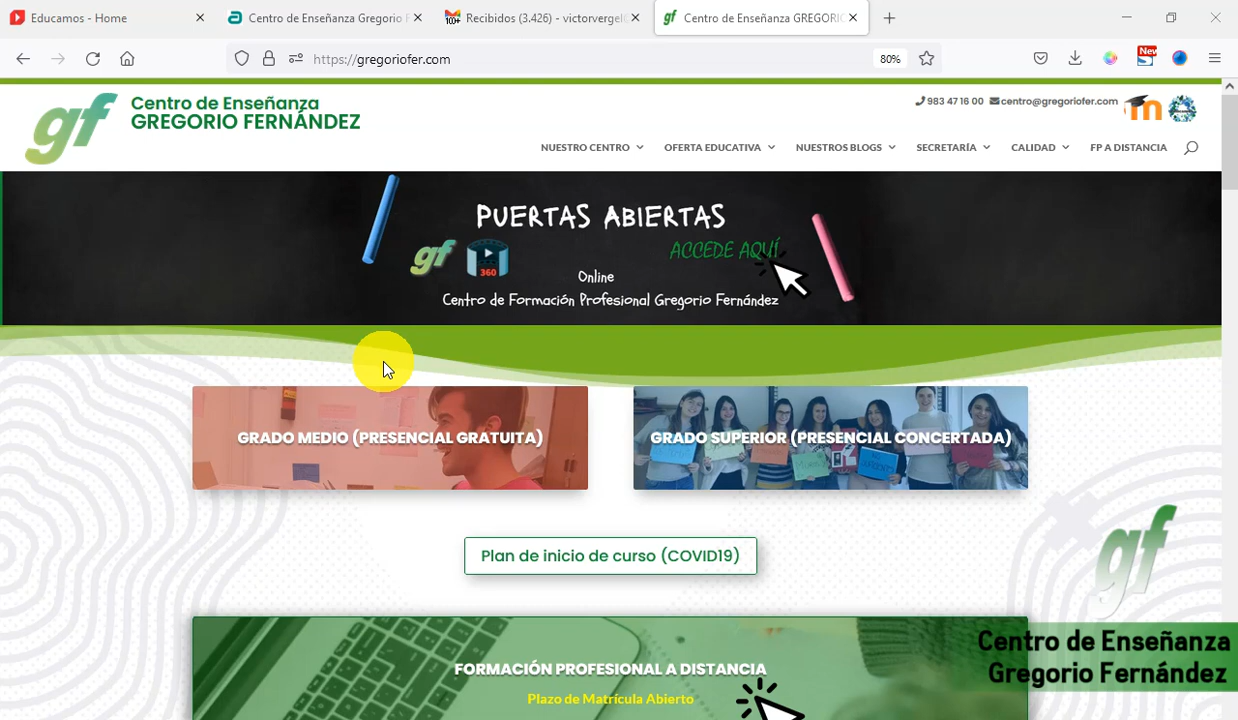 Educamos - Home
Centro de Enseñanza Gregorio F
Recibidos (3.426) - victorvergel
Centro de Enseñanza GREGORIO
https://gregoriofer.com
80%
New
gf
Centro de Enseñanza
GREGORIO FERNÁNDEZ
983 47 16 00
centro@gregoriofer.com
NUESTRO CENTRO
OFERTA EDUCATIVA
NUESTROS BLOGS
SECRETARÍA
CALIDAD
FP A DISTANCIA
PUERTAS ABIERTAS
ACCEDE AQUÍ
gf
360
Online
Centro de Formación Profesional Gregorio Fernández
GRADO MEDIO (PRESENCIAL GRATUITA)
GRADO SUPERIOR (PRESENCIAL CONCERTADA)
Plan de inicio de curso (COVID19)
gf
FORMACIÓN PROFESIONAL A DISTANCIA
Plazo de Matrícula Abierto
Centro de Enseñanza
Gregorio Fernández